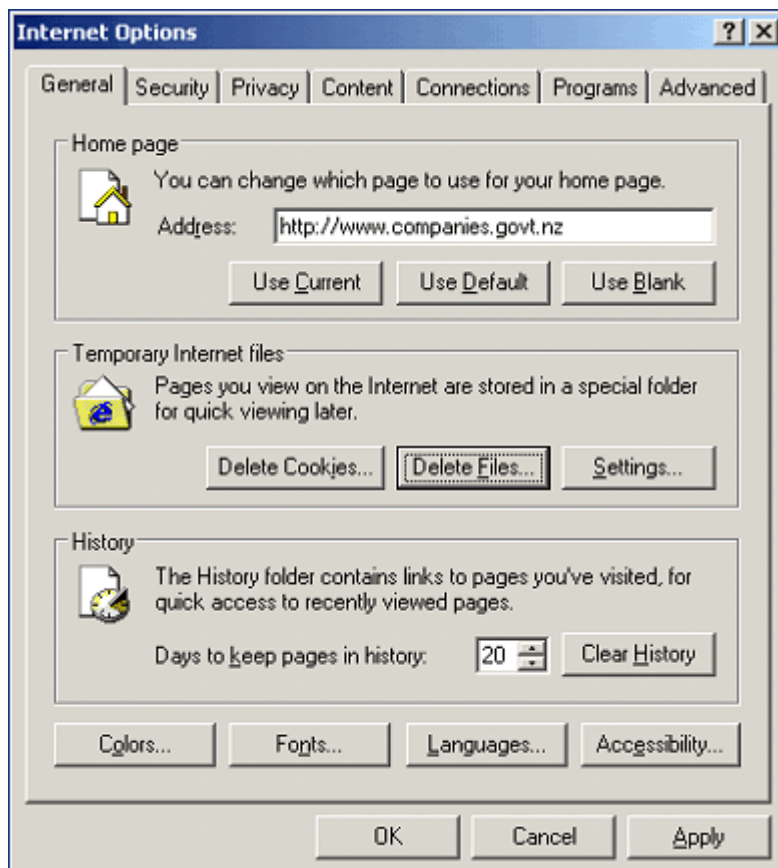 Internet Options
General Security Privacy Content Connections Programs Advanced
Home page
You can change which page to use for your home page.
Address: http://www.companies.govt.nz
Use Current Use Default Use Blank
Temporary Internet files
Pages you view on the Internet are stored in a special folder
for quick viewing later.
Delete Cookies... Delete Files... Settings...
History
The History folder contains links to pages you've visited, for
quick access to recently viewed pages.
Days to keep pages in history: 20 Clear History
Colors... Fonts... Languages... Accessibility...
OK Cancel Apply